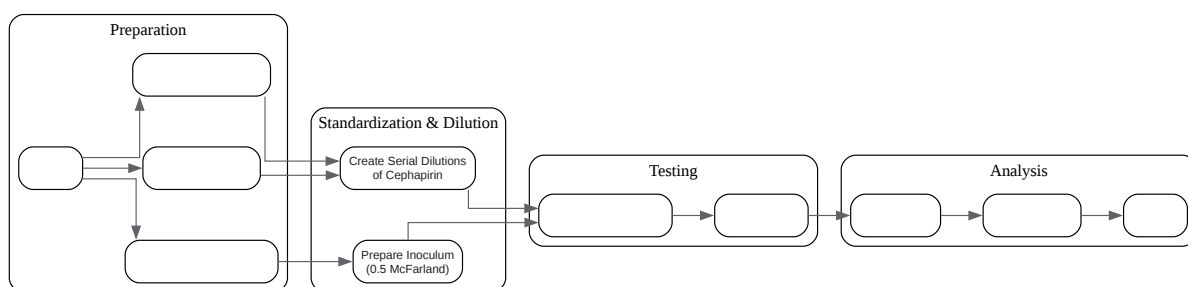 Preparation
Standardization & Dilution
Create Serial Dilutions
of Cephapirin
Prepare Inoculum
(0.5 McFarland)
Testing
Analysis